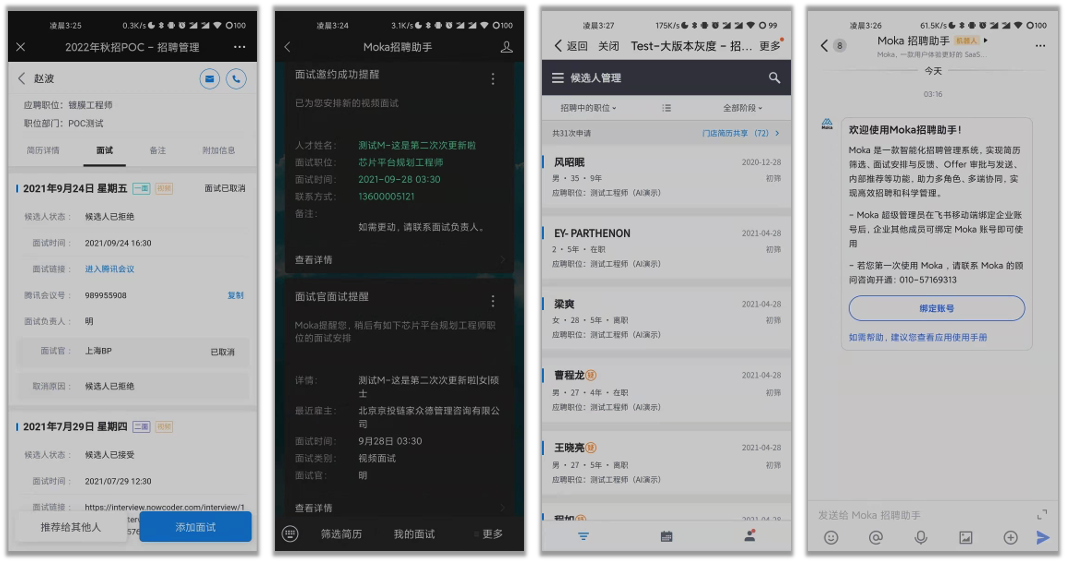 凌晨3:25
0.3K/s
100
2022年秋招POC - 招聘管理
赵波
应聘职位: 镀膜工程师
职位部门: POC测试
简历详情
面试
备注
附加信息
2021年9月24日 星期五
一面
视频
面试已取消
候选人状态:
候选人已拒绝
面试时间:
2021/09/24 16:30
面试链接:
进入腾讯会议
腾讯会议号:
989955908
复制
面试负责人:
明
面试官:
上海BP
已取消
取消原因:
候选人已拒绝
2021年7月29日 星期四
二面
视频
候选人状态:
候选人已接受
面试时间:
2021/07/29 12:30
面试链接:
https://interview.nowcoder.com/interview/1
推荐给其他人
添加面试
凌晨3:24
3.1K/s
100
Moka招聘助手
面试邀约成功提醒
已为您安排新的视频面试
人才姓名:
测试M-这是第二次次更新啦
面试职位:
芯片平台规划工程师
面试时间:
2021-09-28 03:30
联系方式:
13600005121
备注:
如需更动，请联系面试负责人。
查看详情
面试官面试提醒
Moka提醒您，稍后有如下芯片平台规划工程师职
位的面试安排
详情:
测试M-这是第二次次更新啦|女|硕
士
最近雇主:
北京京投链家众德管理咨询有限公
司
面试时间:
9月28日 03:30
面试类别:
视频面试
面试官:
明
查看详情
筛选简历
我的面试
更多
凌晨3:27
175K/s
99
返回
关闭
Test-大版本灰度 - 招...
更多
候选人管理
招聘中的职位
全部阶段
共31次申请
门店简历共享 （72）
风昭昭
2020-12-28
男・35・9年
初筛
应聘职位: 测试工程师（AI演示）
EY- PARTHENON
2021-04-28
2・5年・在职
初筛
应聘职位: 测试工程师（AI演示）
梁爽
2021-04-28
女・28・5年・离职
初筛
应聘职位: 测试工程师（AI演示）
曹程龙
2021-04-28
男・27・4年・在职
初筛
应聘职位: 测试工程师（AI演示）
王晓亮
2021-04-28
男・27・5年・离职
初筛
应聘职位: 测试工程师（AI演示）
2021-04-28
凌晨3:26
61.5K/s
100
8
Moka 招聘助手
机器人
Moka，一款用户体验更好的 SaaS...
今天
03:16
Moka
欢迎使用Moka招聘助手！
Moka 是一款智能化招聘管理系统，实现简历
筛选、面试安排与反馈、Offer 审批与发送、
内部推荐等功能，助力多角色、多端协同，实
现高效招聘和科学管理。
- Moka 超级管理员在飞书移动端绑定企业账
号后，企业其他成员可绑定 Moka 账号即可使
用
- 若您第一次使用 Moka，请联系 Moka 的顾
问咨询开通：010-57169313
绑定账号
如需帮助，建议您查看应用使用手册
发送给 Moka 招聘助手